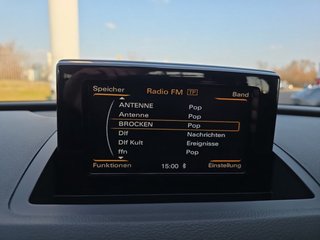 Speicher Radio FM TP Band
ANTENNE Pop
Antenne Pop
BROCKEN Pop
Dlf Nachrichten
Dlf Kult Ereignisse
ffn Pop
Funktionen 15:00 Einstellung